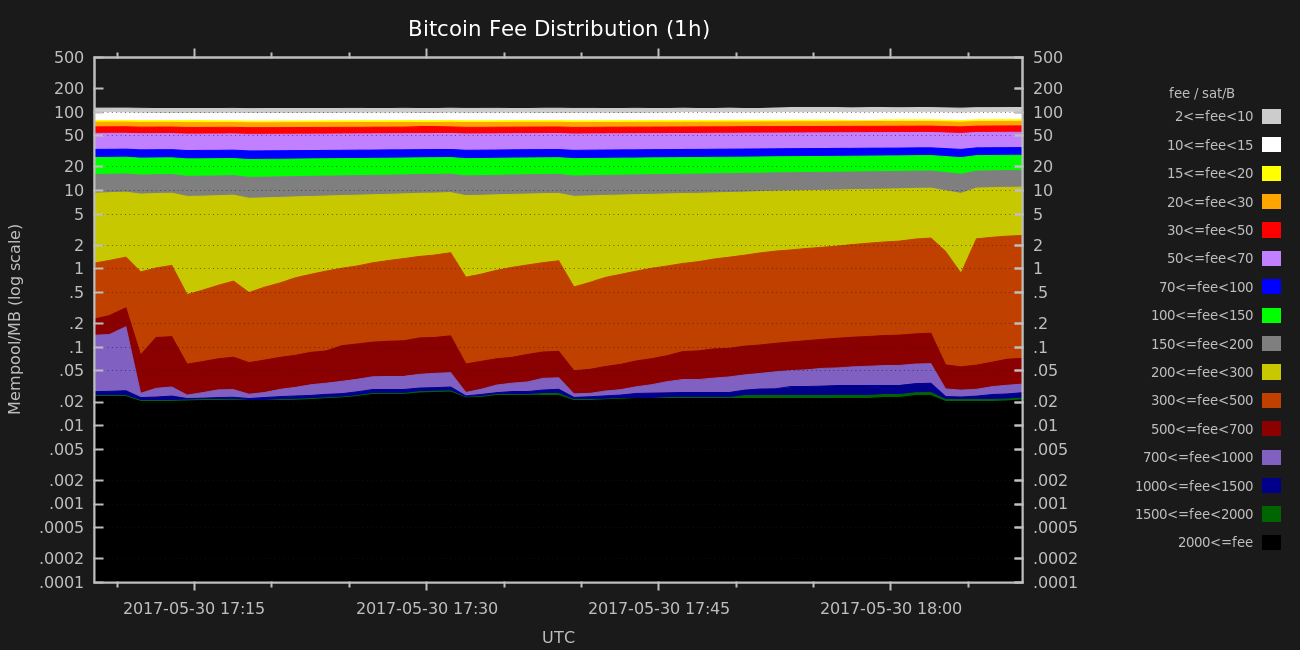 Bitcoin Fee Distribution (1h)
500 500
200 200
100 100
50 50
20 20
10 10
5 5
2 2
1 1
.5 .5
.2 .2
.1 .1
.05 .05
.02 .02
.01 .01
.005 .005
.002 .002
.001 .001
.0005 .0005
.0002 .0002
.0001 .0001
Mempool/MB (log scale)
2017-05-30 17:15 2017-05-30 17:30 2017-05-30 17:45 2017-05-30 18:00
UTC
fee / sat/B
2<=fee<10
10<=fee<15
15<=fee<20
20<=fee<30
30<=fee<50
50<=fee<70
70<=fee<100
100<=fee<150
150<=fee<200
200<=fee<300
300<=fee<500
500<=fee<700
700<=fee<1000
1000<=fee<1500
1500<=fee<2000
2000<=fee